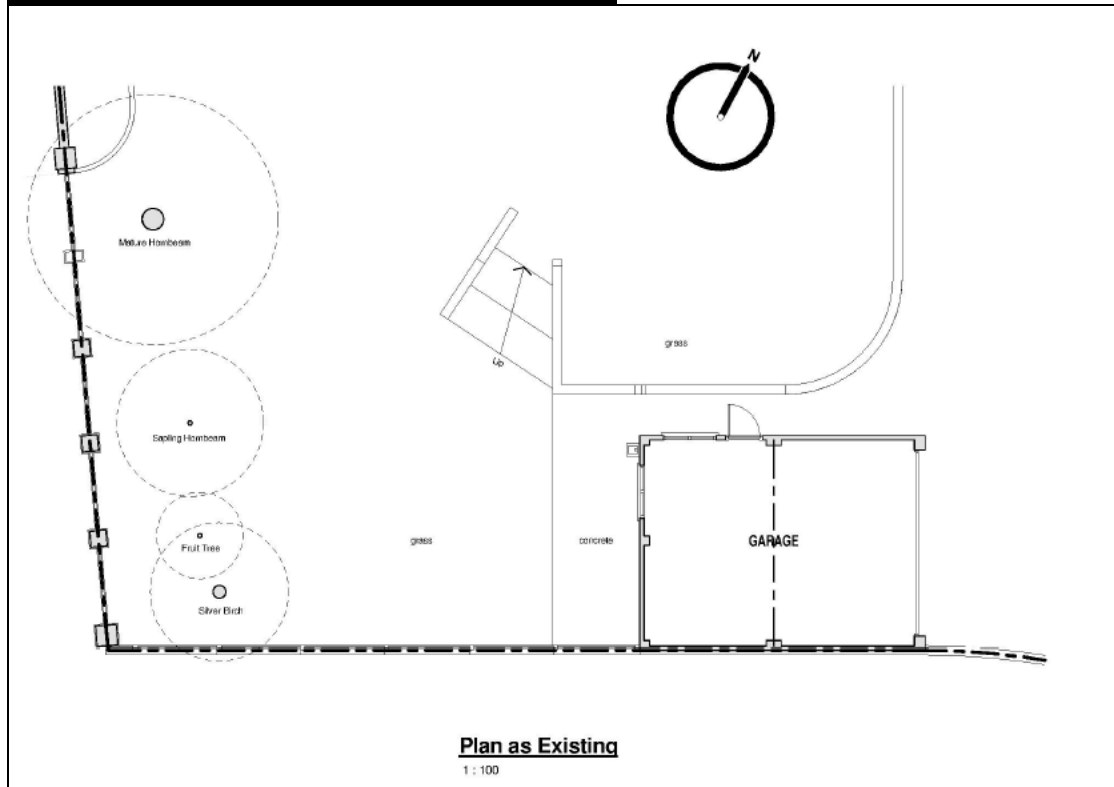 N
Mature Hornbeam
Up
grass
Sapling Hornbeam
Fruit Tree
grass
concrete
GARAGE
Silver Birch
Plan as Existing
1 : 100